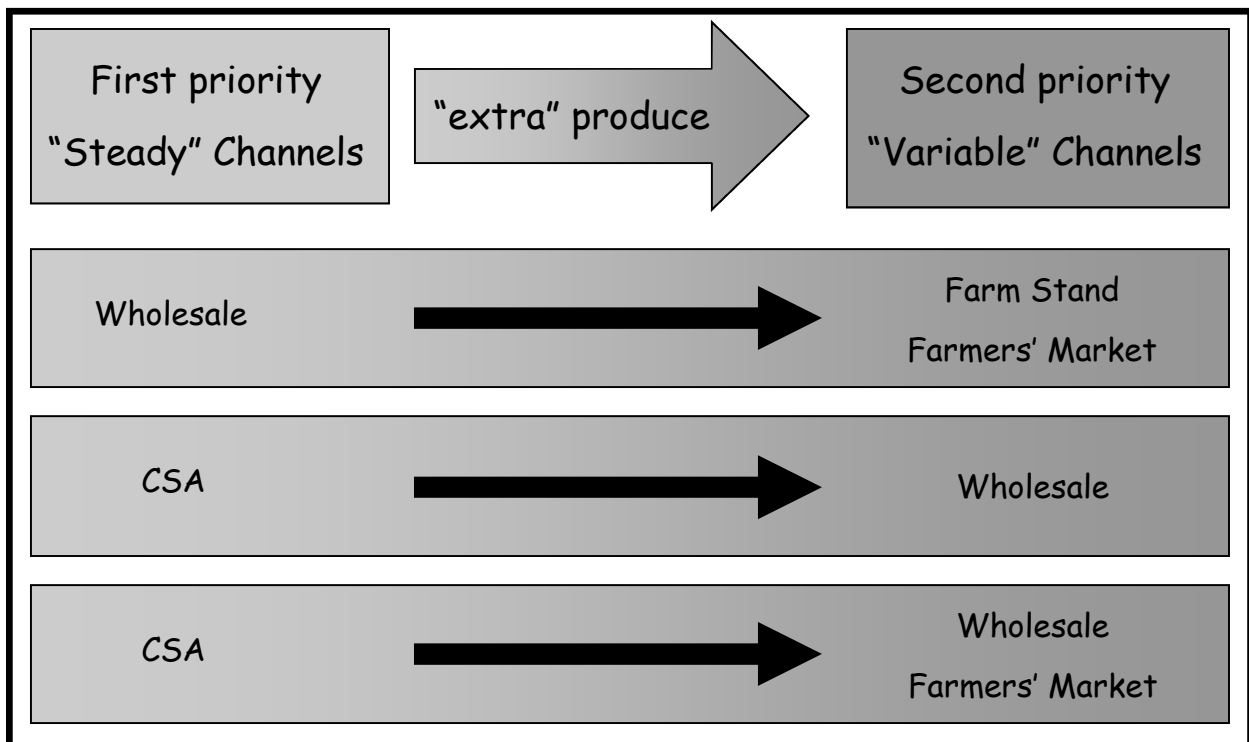 First priority
“Steady” Channels
“extra” produce
Second priority
“Variable” Channels
Wholesale
Farm Stand
Farmers’ Market
CSA
Wholesale
CSA
Wholesale
Farmers’ Market